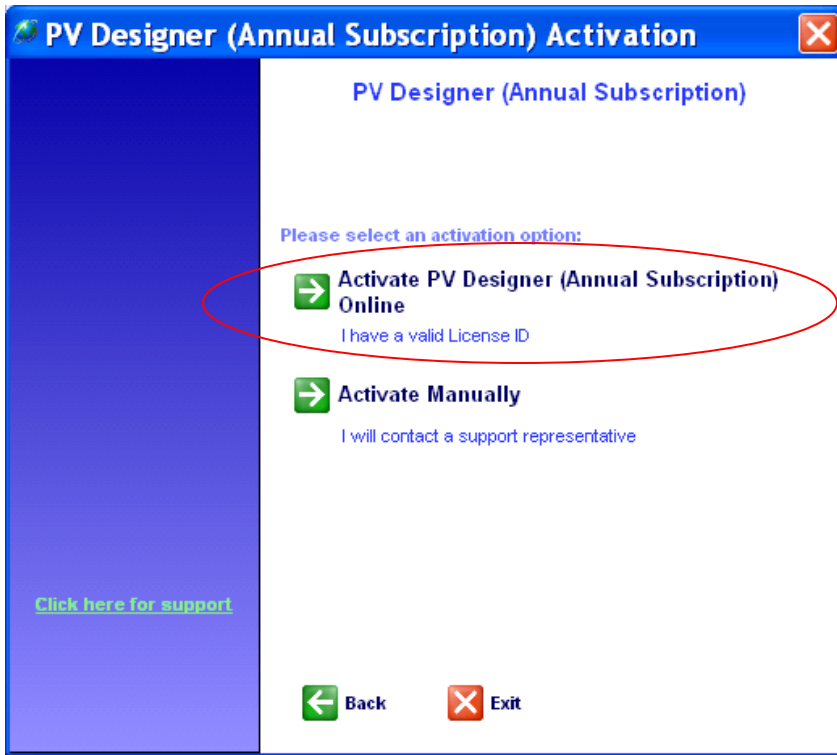 PV Designer (Annual Subscription) Activation
PV Designer (Annual Subscription)
Please select an activation option:
Activate PV Designer (Annual Subscription)
Online
I have a valid License ID
Activate Manually
I will contact a support representative
Click here for support
Back
Exit